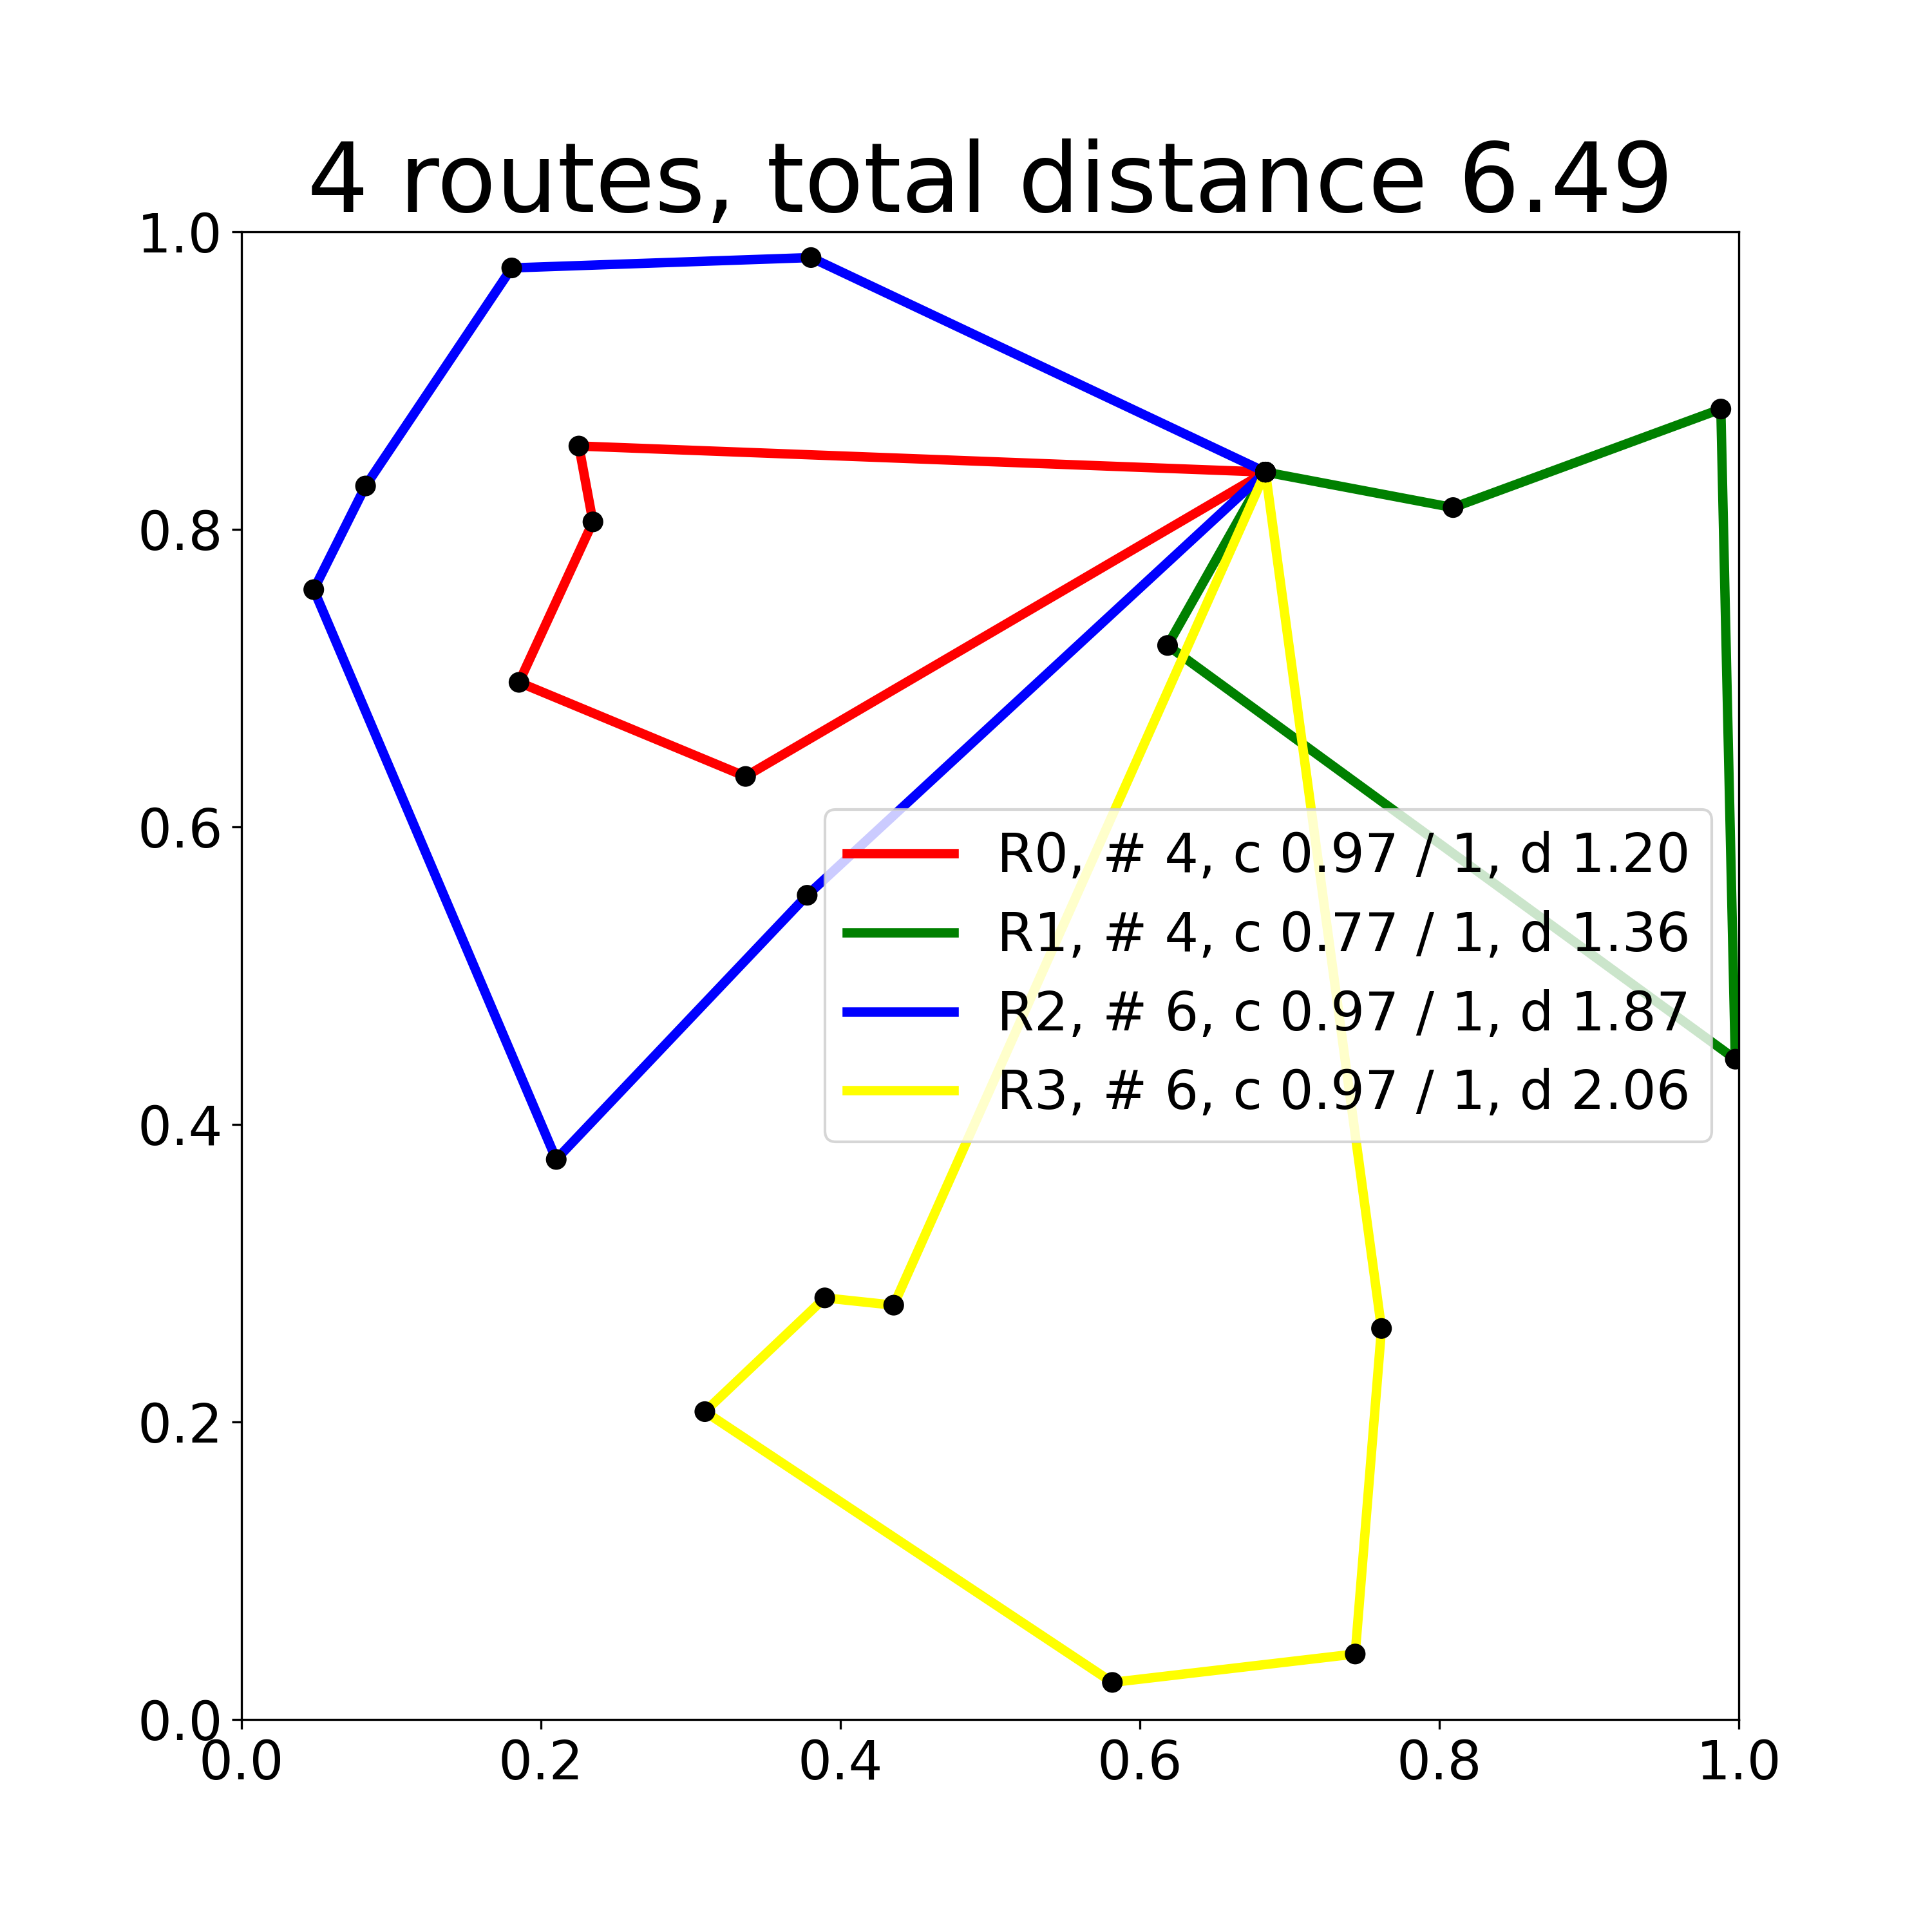 4 routes, total distance 6.49
1.0
0.8
0.6
0.4
0.2
0.0
R0, # 4, c 0.97 / 1, d 1.20
R1, # 4, c 0.77 / 1, d 1.36
R2, # 6, c 0.97 / 1, d 1.87
R3, # 6, c 0.97 / 1, d 2.06
0.0 0.2 0.4 0.6 0.8 1.0